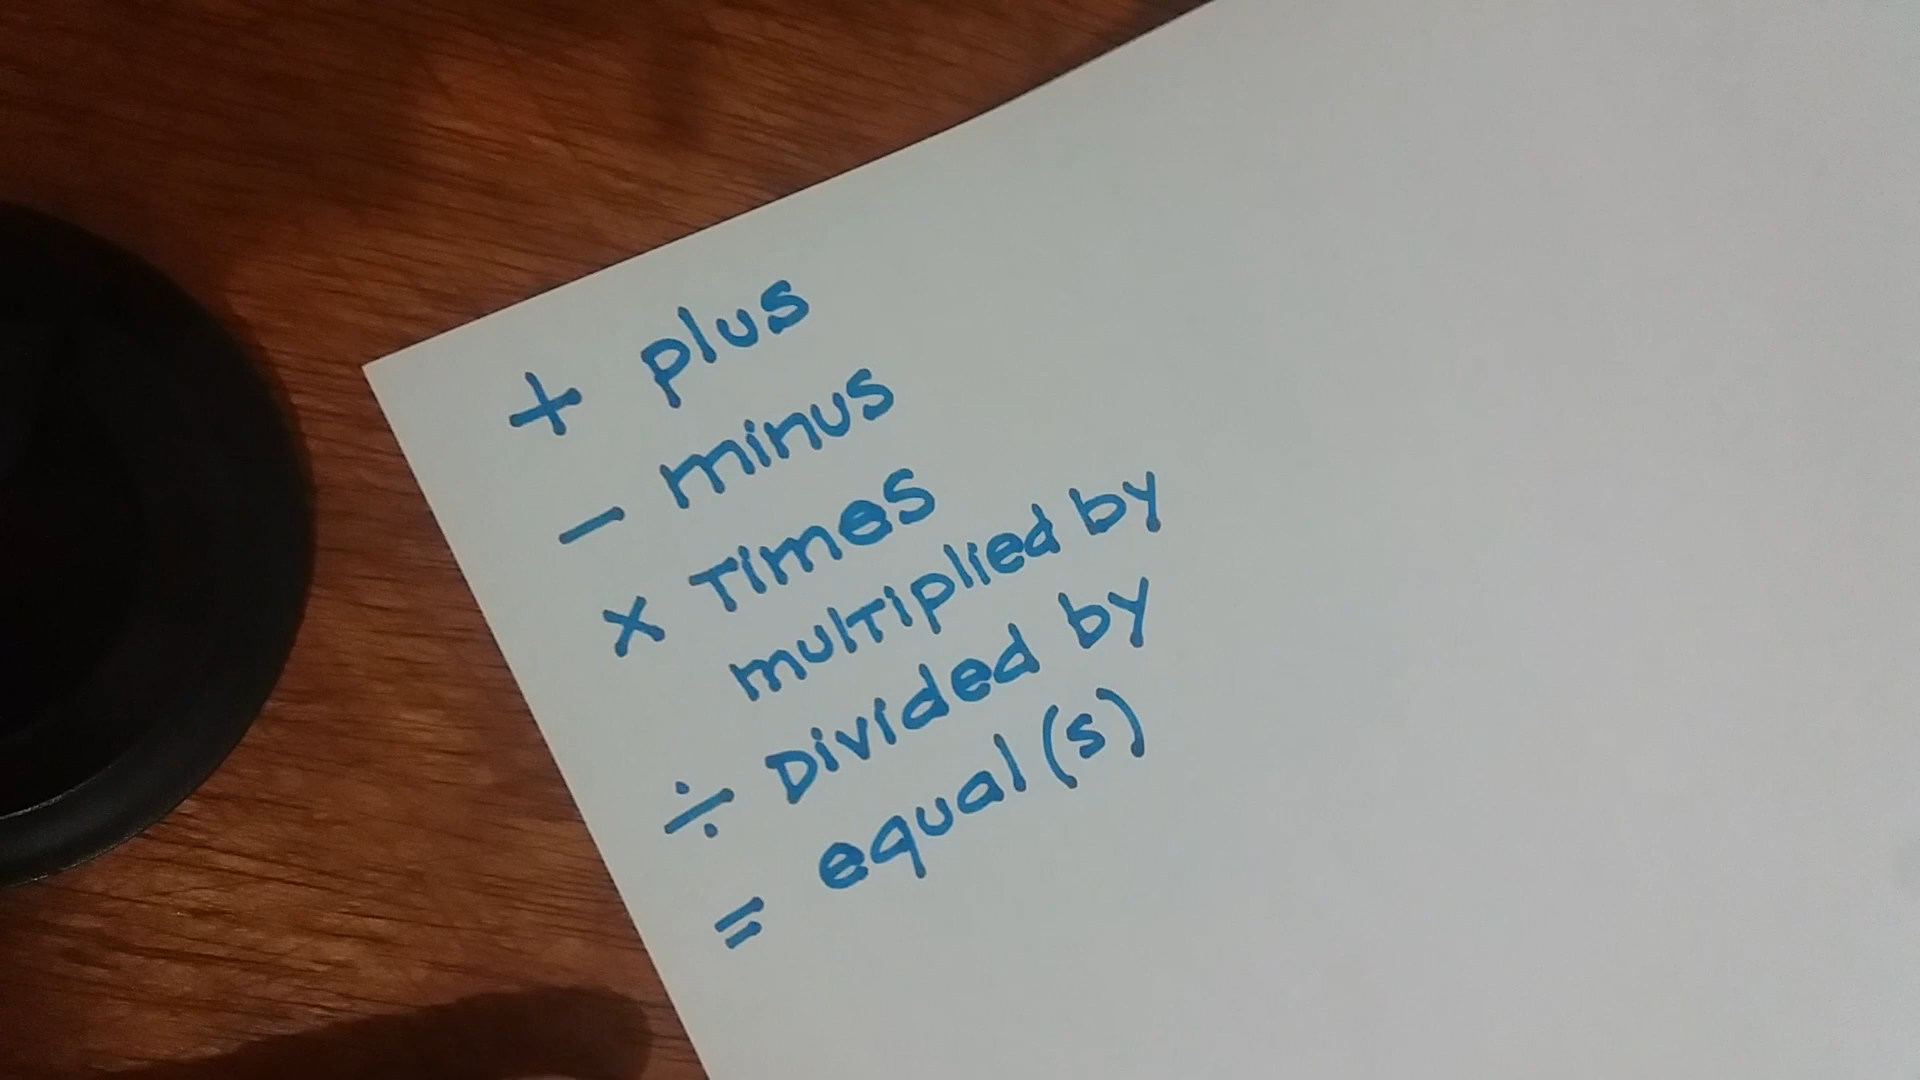 + plus
− minus
× Times
multiplied by
÷ Divided by
= equal(s)